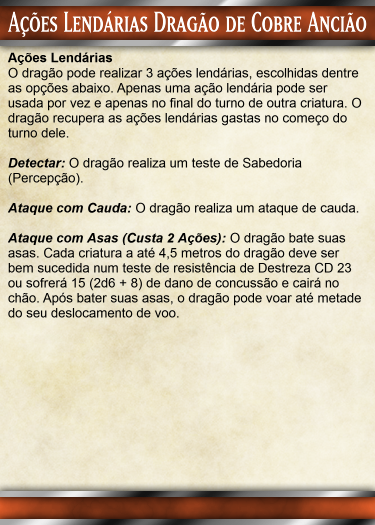 Ações Lendárias Dragão de Cobre Ancião
Ações Lendárias
O dragão pode realizar 3 ações lendárias, escolhidas dentre
as opções abaixo. Apenas uma ação lendária pode ser
usada por vez e apenas no final do turno de outra criatura. O
dragão recupera as ações lendárias gastas no começo do
turno dele.
Detectar: O dragão realiza um teste de Sabedoria
(Percepção).
Ataque com Cauda: O dragão realiza um ataque de cauda.
Ataque com Asas (Custa 2 Ações): O dragão bate suas
asas. Cada criatura a até 4,5 metros do dragão deve ser
bem sucedida num teste de resistência de Destreza CD 23
ou sofrerá 15 (2d6 + 8) de dano de concussão e cairá no
chão. Após bater suas asas, o dragão pode voar até metade
do seu deslocamento de voo.